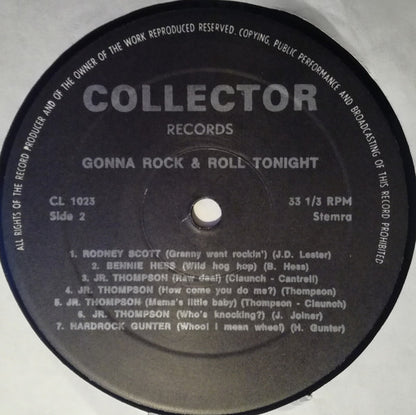 ALL RIGHTS OF THE RECORD PRODUCER AND OF THE OWNER OF THE WORK REPRODUCED RESERVED. COPYING, PUBLIC PERFORMANCE AND BROADCASTING OF THIS RECORD PROHIBITED
COLLECTOR
RECORDS
GONNA ROCK & ROLL TONIGHT
CL 1023 33 1/3 RPM
Side 2 Stemra
1. RODNEY SCOTT (Granny went rockin') (J.D. Lester)
2. BENNIE HESS (Wild hog hop) (B. Hess)
3. JR. THOMPSON (Raw deal) (Claunch - Cantrell)
4. JR. THOMPSON (How come you do me?) (Thompson)
5. JR. THOMPSON (Mama's little baby) (Thompson - Claunch)
6. JR. THOMPSON (Who's knocking?) (J. Joiner)
7. HARDROCK GUNTER (Whoo! I mean whee!) (H. Gunter)